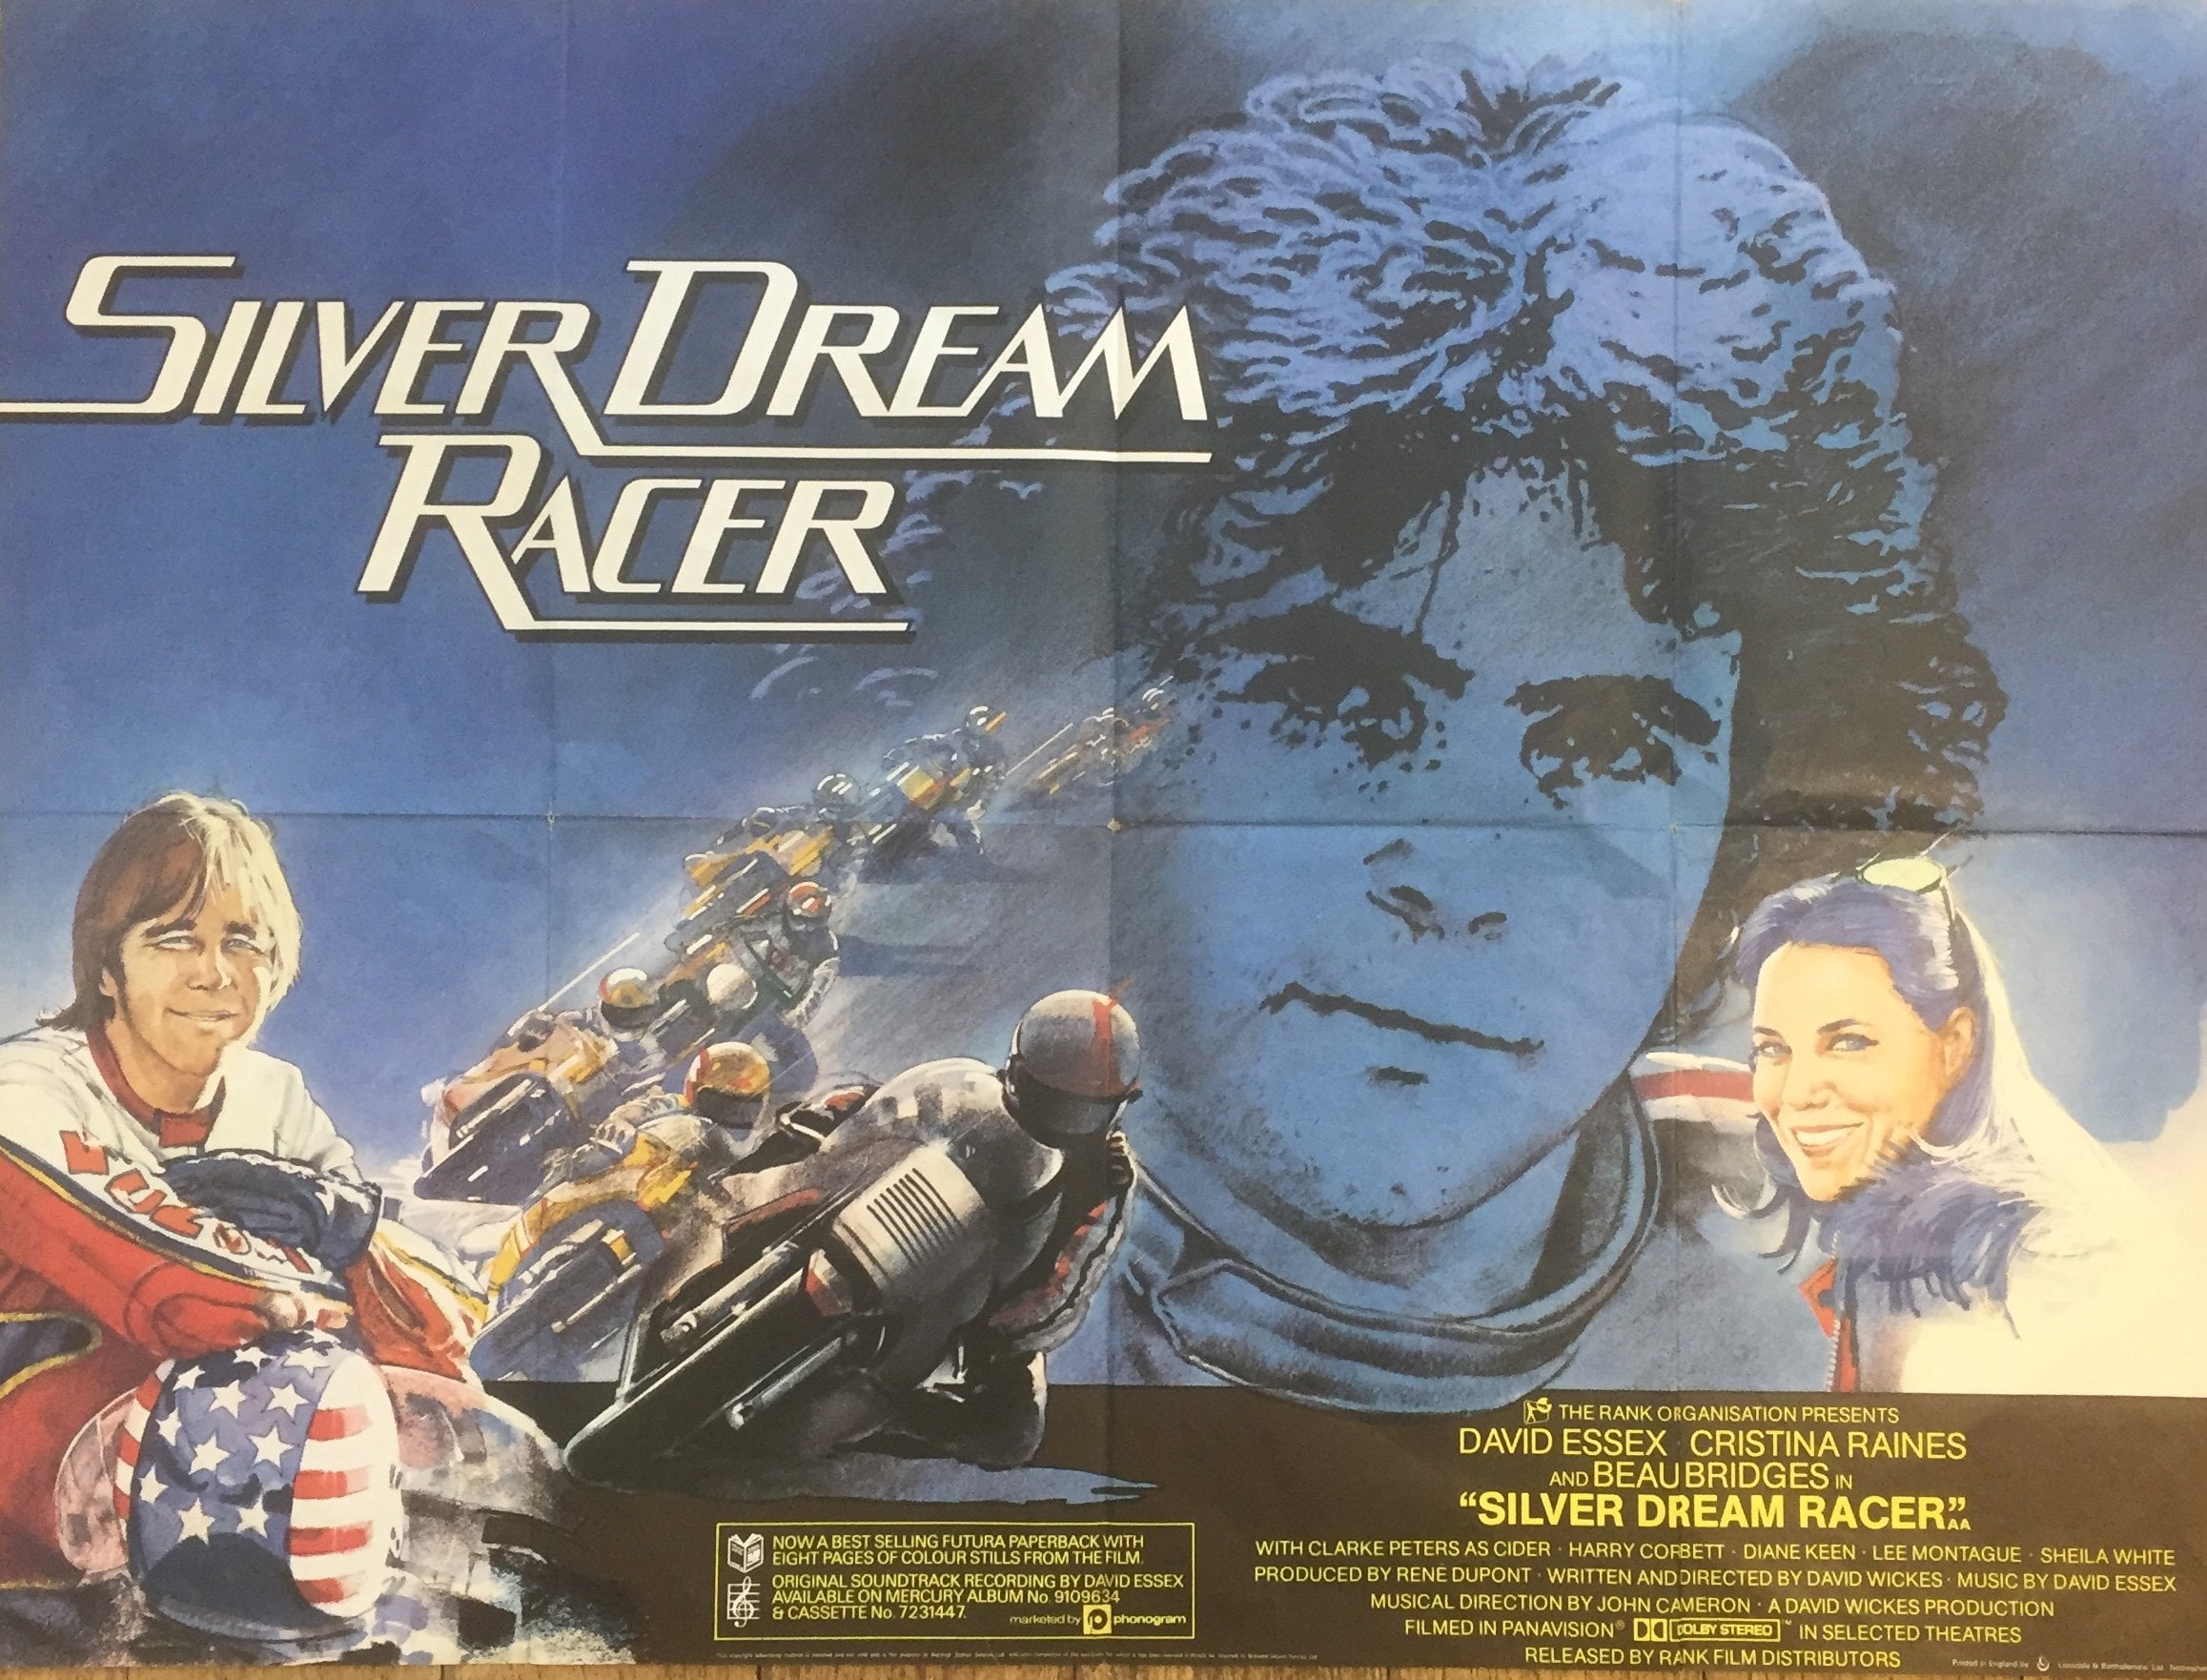 SILVER DREAM
RACER
THE RANK ORGANISATION PRESENTS
DAVID ESSEX · CRISTINA RAINES
AND BEAU BRIDGES IN
"SILVER DREAM RACER" AA
WITH CLARKE PETERS AS CIDER · HARRY CORBETT · DIANE KEEN · LEE MONTAGUE · SHEILA WHITE
PRODUCED BY RENE DUPONT · WRITTEN AND DIRECTED BY DAVID WICKES · MUSIC BY DAVID ESSEX
MUSICAL DIRECTION BY JOHN CAMERON · A DAVID WICKES PRODUCTION
FILMED IN PANAVISION® DOLBY STEREO ™ IN SELECTED THEATRES
RELEASED BY RANK FILM DISTRIBUTORS
NOW A BEST SELLING FUTURA PAPERBACK WITH
EIGHT PAGES OF COLOUR STILLS FROM THE FILM.
ORIGINAL SOUNDTRACK RECORDING BY DAVID ESSEX
AVAILABLE ON MERCURY ALBUM No. 9109634
& CASSETTE No. 7231447.
marketed by phonogram
Printed in England by